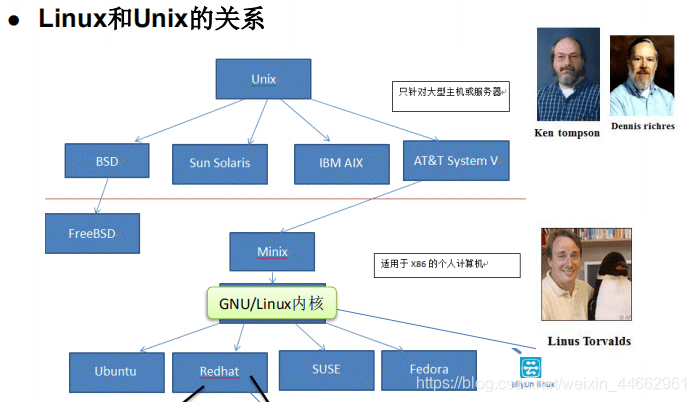 ● Linux和Unix的关系
Unix
只针对大型主机或服务器
Ken tompson
Dennis richres
BSD
Sun Solaris
IBM AIX
AT&T System V
FreeBSD
Minix
适用于 X86 的个人计算机
GNU/Linux内核
Linus Torvalds
Ubuntu
Redhat
SUSE
Fedora
aliyun linux
https://blog.csdn.net/weixin_44662961